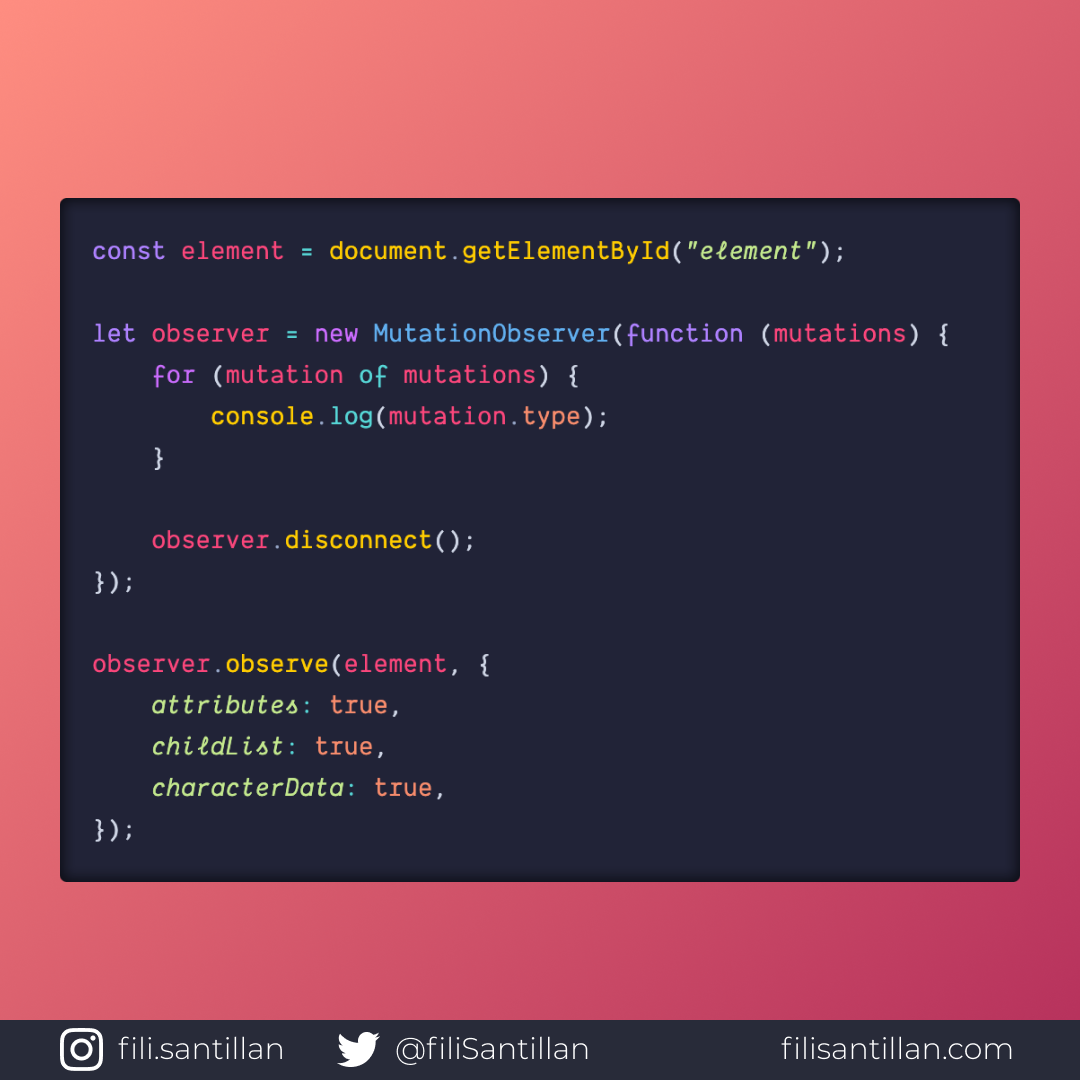 const element = document.getElementById("element");

let observer = new MutationObserver(function (mutations) {
    for (mutation of mutations) {
        console.log(mutation.type);
    }

    observer.disconnect();
});

observer.observe(element, {
    attributes: true,
    childList: true,
    characterData: true,
});
fili.santillan @filiSantillan filisantillan.com